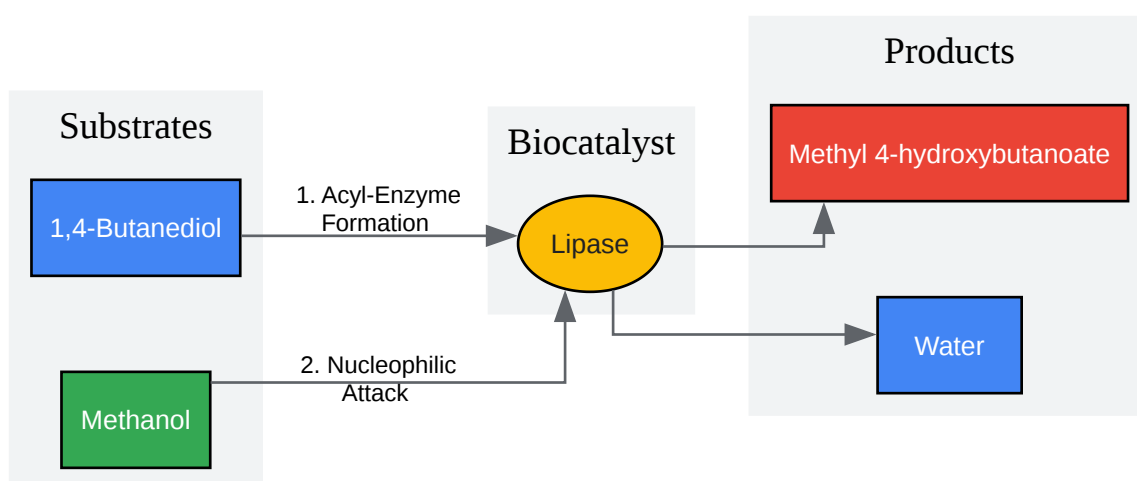 Substrates
1,4-Butanediol
Methanol
1. Acyl-Enzyme
Formation
2. Nucleophilic
Attack
Biocatalyst
Lipase
Products
Methyl 4-hydroxybutanoate
Water